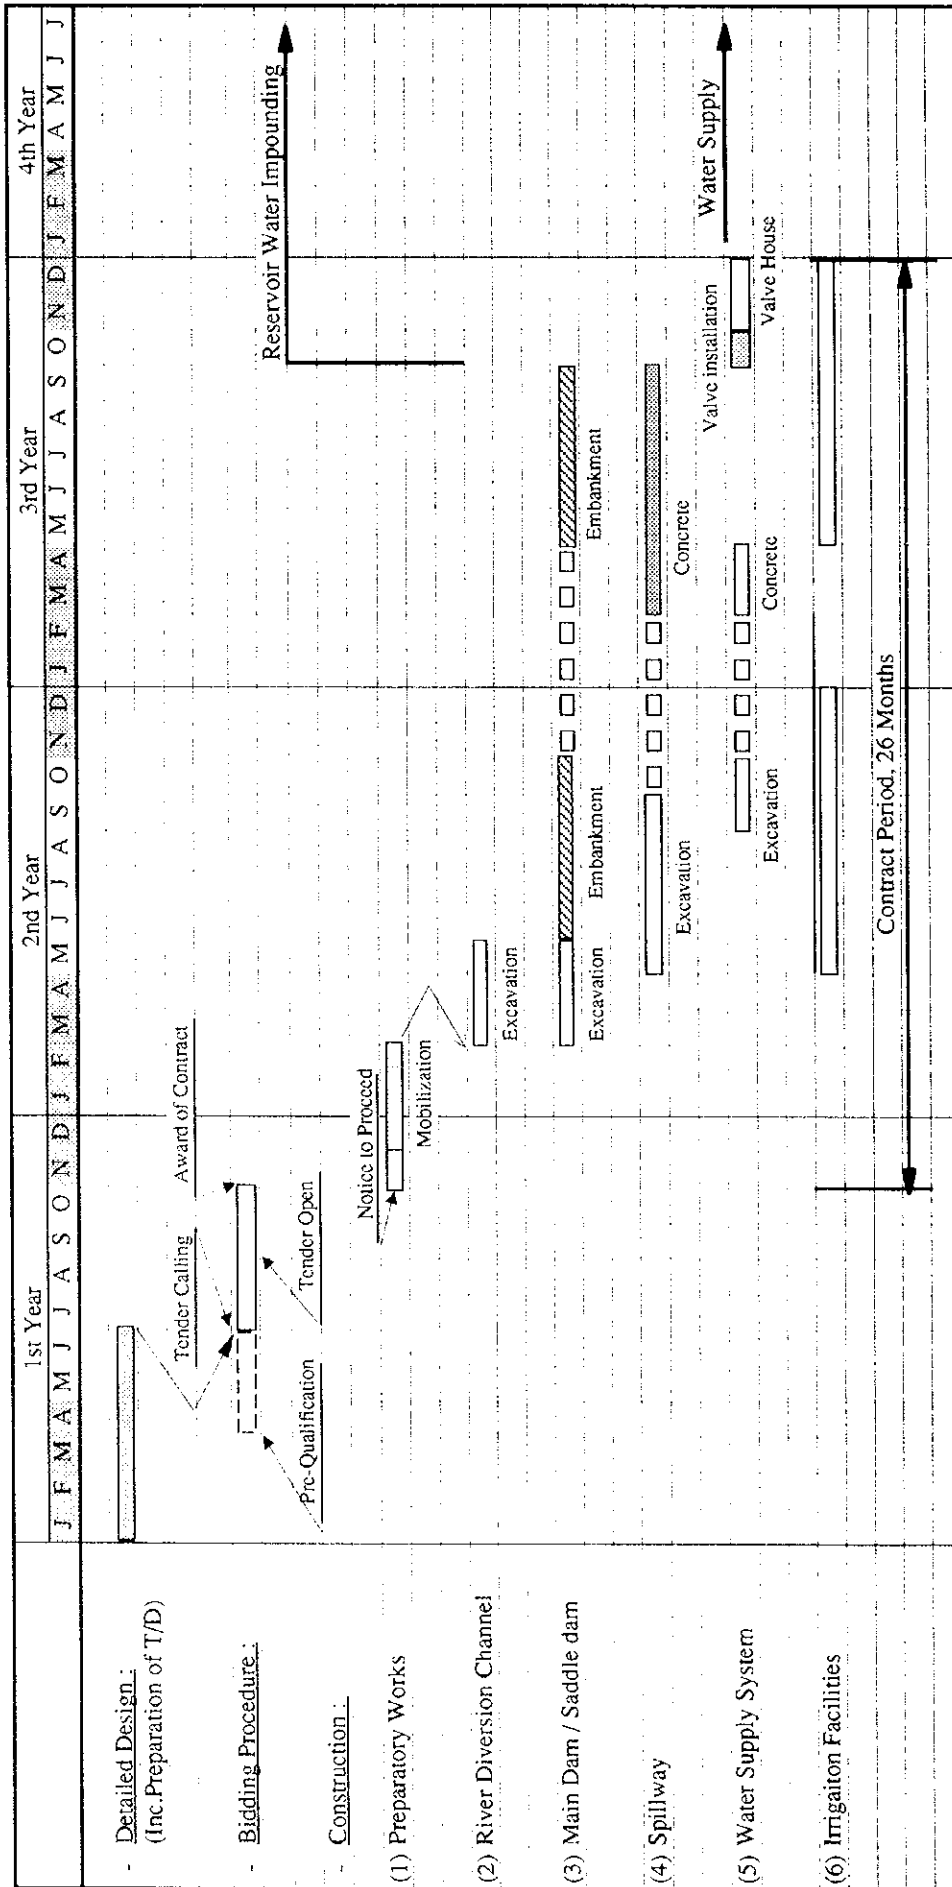 1st Year 2nd Year 3rd Year 4th Year
J F M A M J J A S O N D J F M A M J J A S O N D J F M A M J J A S O N D J F M A M J J
- Detailed Design :
(Inc.Preparation of T/D)
Tender Calling
Award of Contract
- Bidding Procedure :
Pre-Qualification
Tender Open
Reservoir Water Impounding
- Construction :
Notice to Proceed
(1) Preparatory Works
Mobilization
(2) River Diversion Channel
Excavation
(3) Main Dam / Saddle dam
Excavation Embankment Embankment
(4) Spillway
Excavation Concrete
Valve installation
Water Supply
(5) Water Supply System
Excavation Concrete Valve House
(6) Irrigaiton Facilities
Contract Period, 26 Months